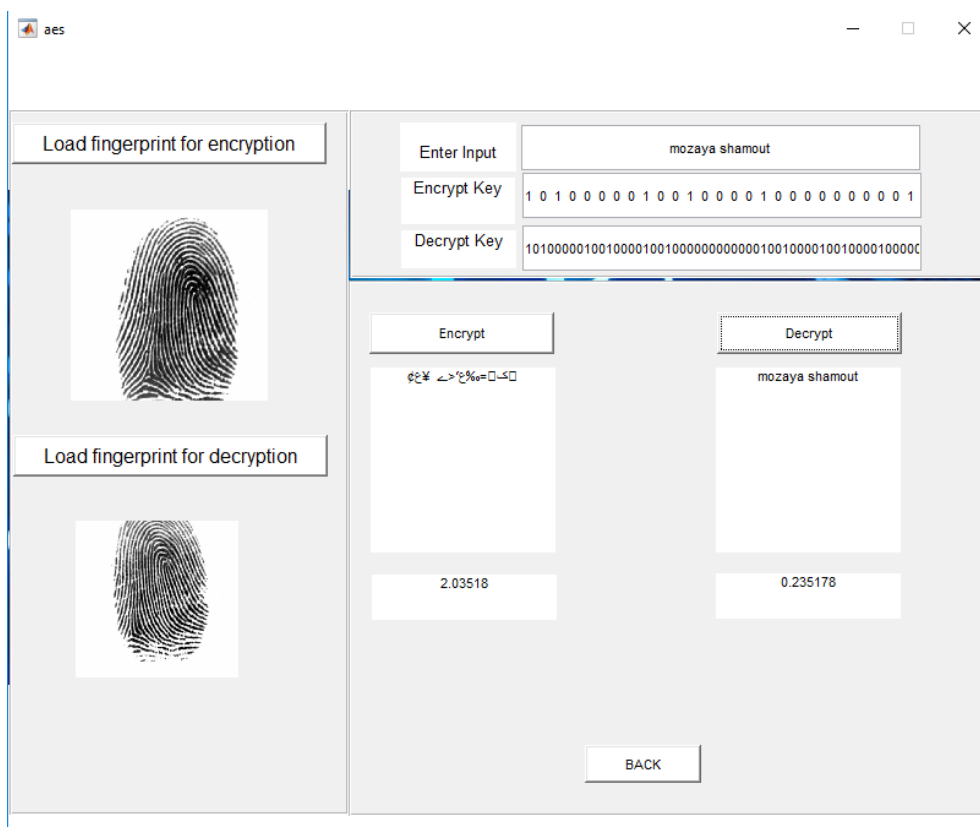 aes
Load fingerprint for encryption
Enter Input
mozaya shamout
Encrypt Key
1 0 1 0 0 0 0 0 1 0 0 1 0 0 0 0 1 0 0 0 0 0 0 0 0 0 1
Decrypt Key
Encrypt
Decrypt
mozaya shamout
Load fingerprint for decryption
2.03518
0.235178
BACK